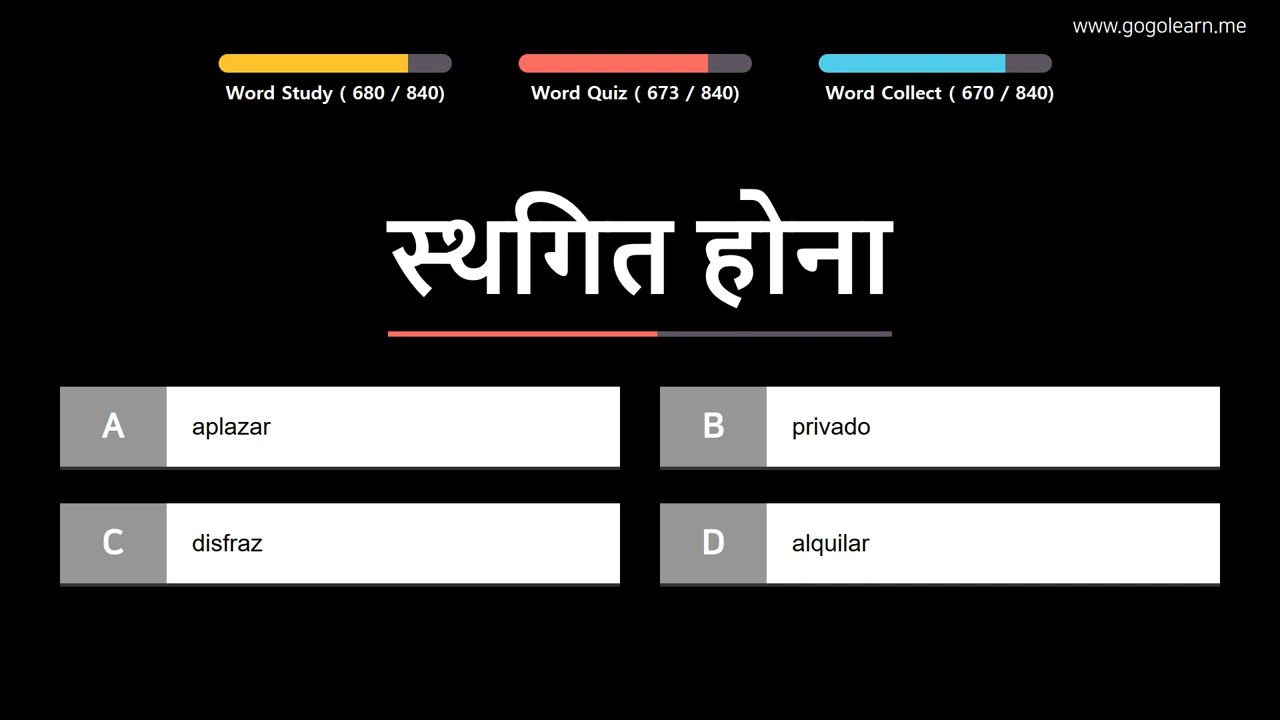 www.gogolearn.me
Word Study ( 680 / 840)
Word Quiz ( 673 / 840)
Word Collect ( 670 / 840)
स्थगित होना
A
aplazar
B
privado
C
disfraz
D
alquilar